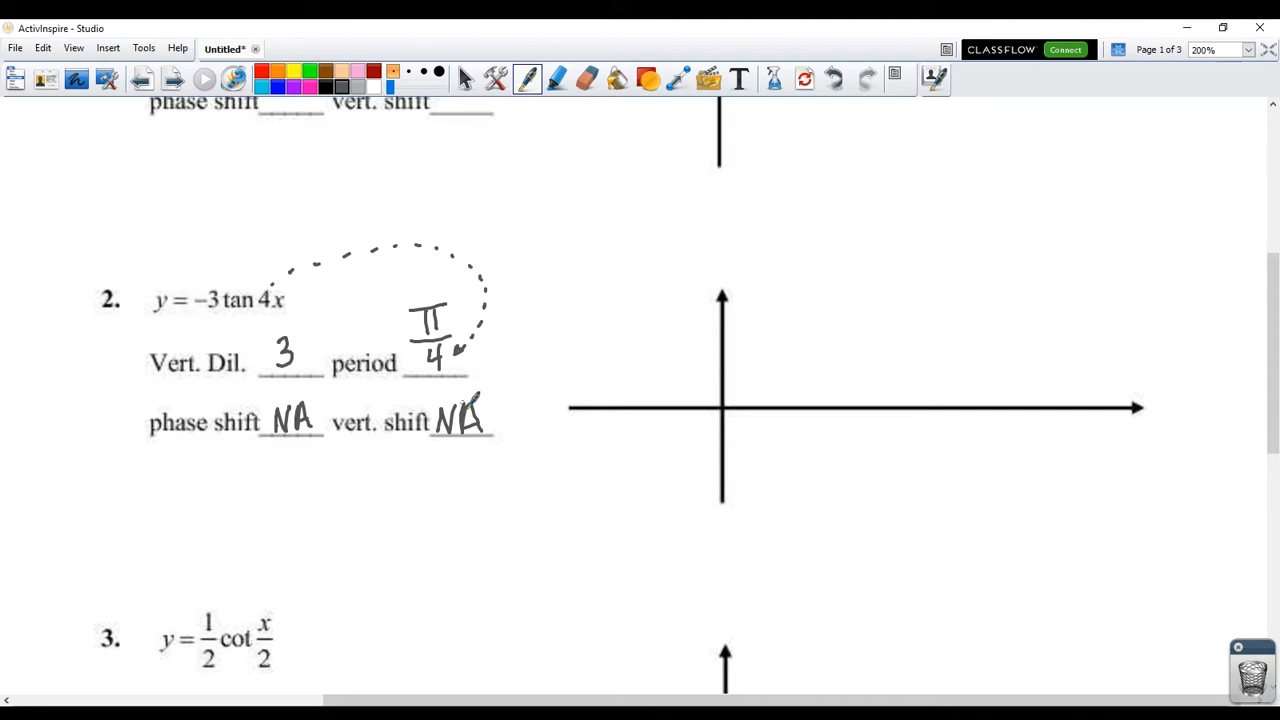 ActivInspire - Studio
File Edit View Insert Tools Help Untitled* CLASSFLOW Connect Page 1 of 3 200%
phase shift______ vert. shift______
2. y = −3 tan 4x
Vert. Dil. 3 period π/4
phase shift NA vert. shift NA
3. y = 1/2 cot x/2